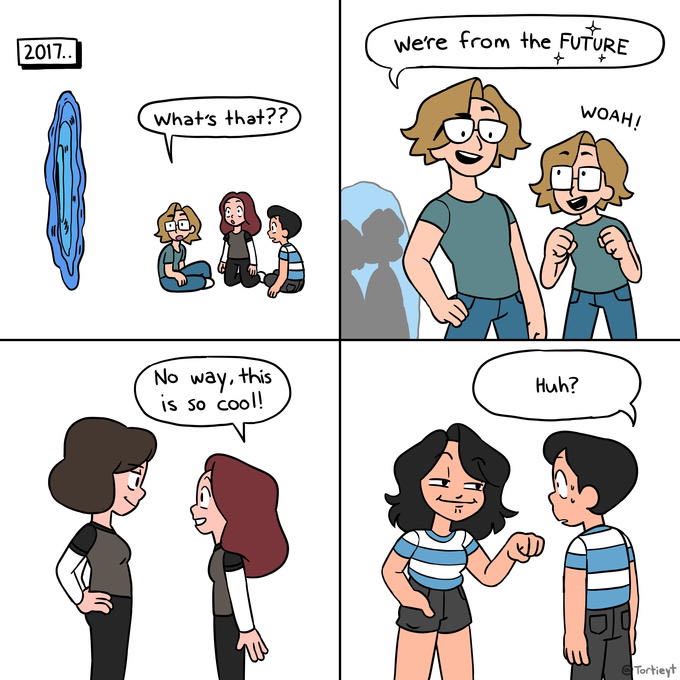 2017..
What's that??
We're from the FUTURE
WOAH!
No way, this
is so cool!
Huh?
@Tortieyt